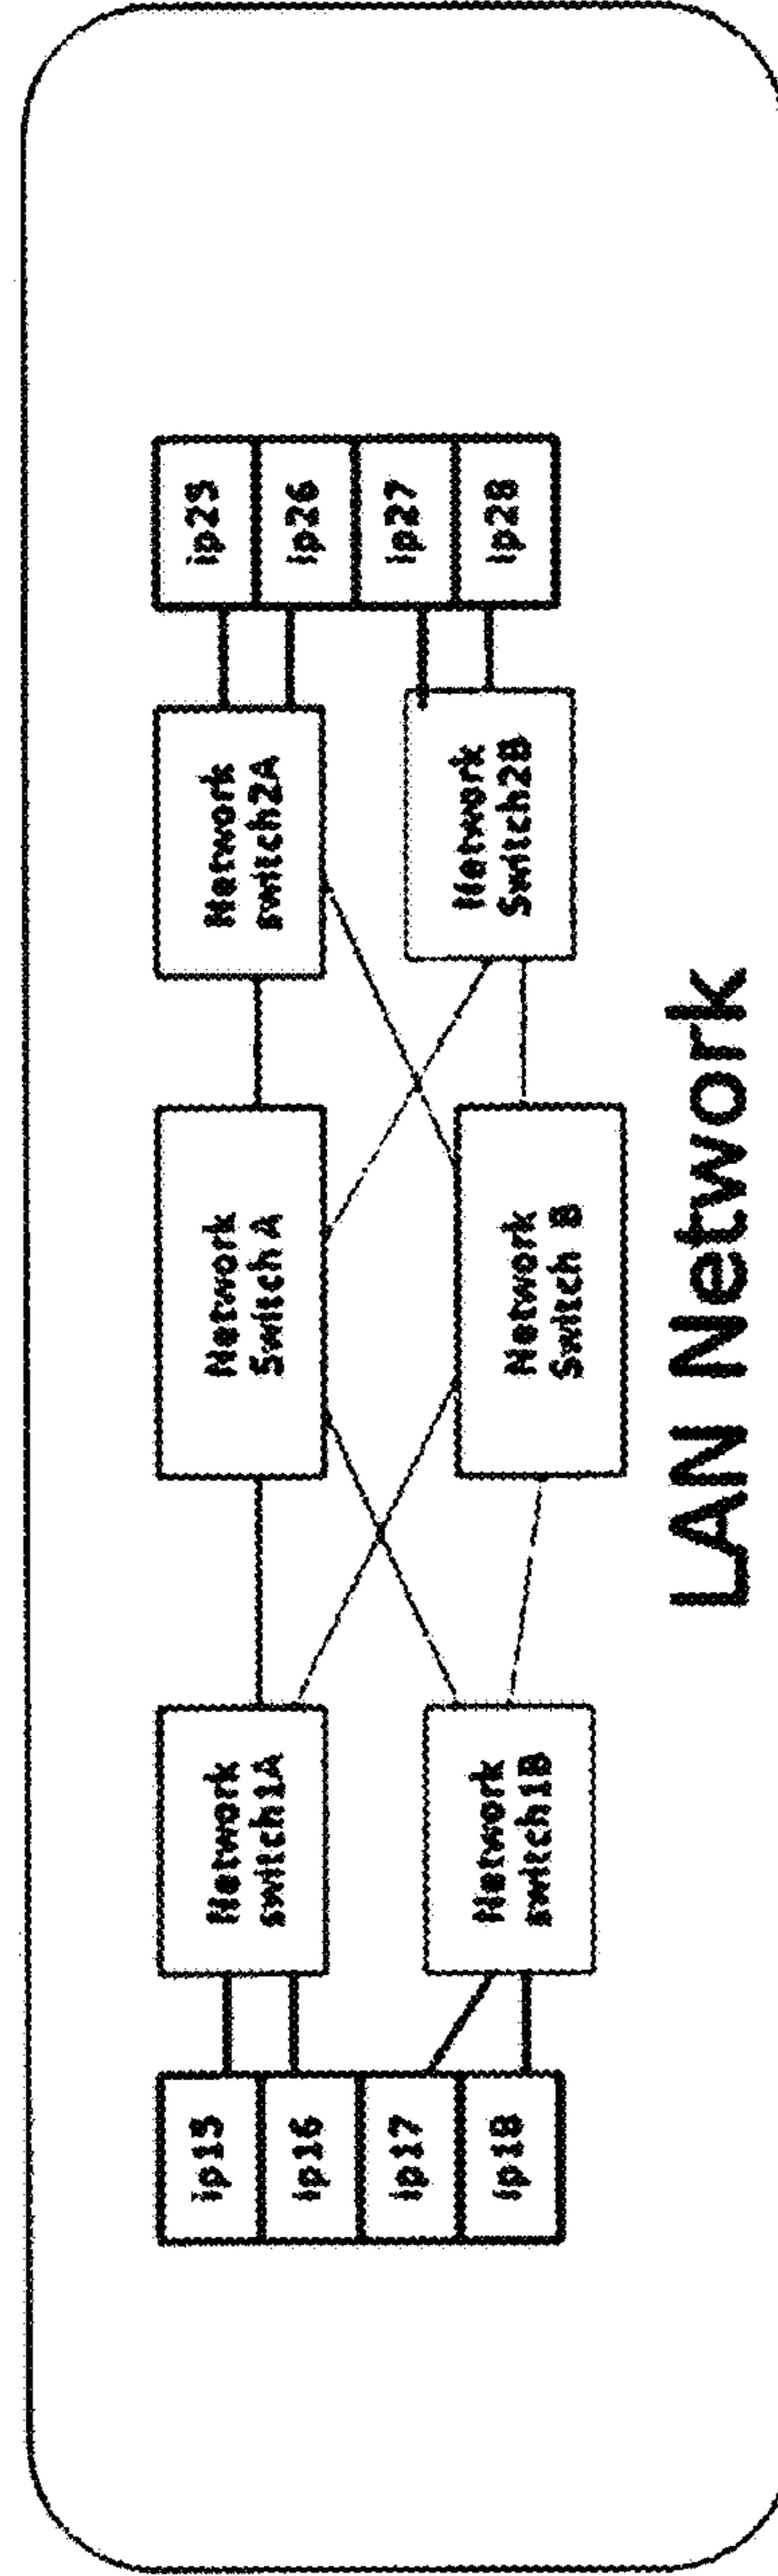 ip15
ip16
ip17
ip18
Network
switch1A
Network
switch1B
Network
Switch A
Network
Switch B
Network
switch2A
Network
Switch2B
ip25
ip26
ip27
ip28
LAN Network